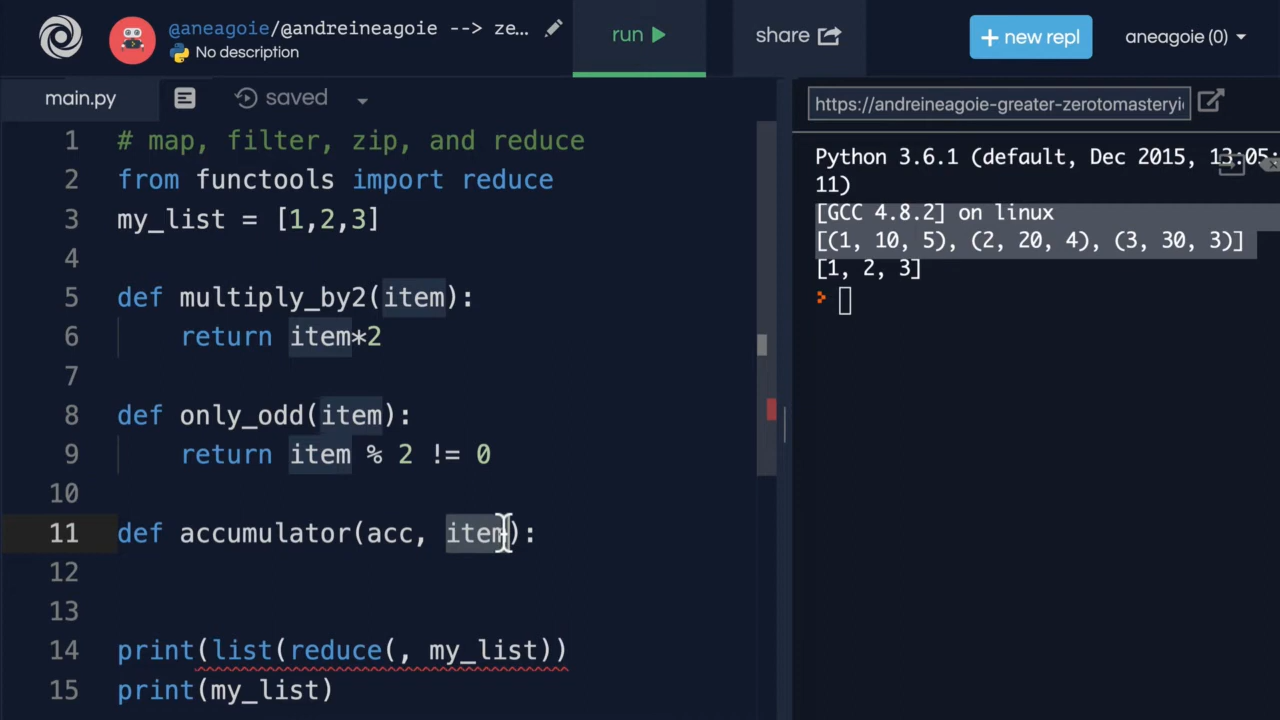 @aneagoie/@andreineagoie --> ze...
No description
run
share
+ new repl
aneagoie (0)
main.py
saved
https://andreineagoie-greater-zerotomasteryi
1 # map, filter, zip, and reduce
2 from functools import reduce
3 my_list = [1,2,3]
4
5 def multiply_by2(item):
6 return item*2
7
8 def only_odd(item):
9 return item % 2 != 0
10
11 def accumulator(acc, item):
12
13
14 print(list(reduce(, my_list))
15 print(my_list)
Python 3.6.1 (default, Dec 2015, 13:05:
11)
[GCC 4.8.2] on linux
[(1, 10, 5), (2, 20, 4), (3, 30, 3)]
[1, 2, 3]